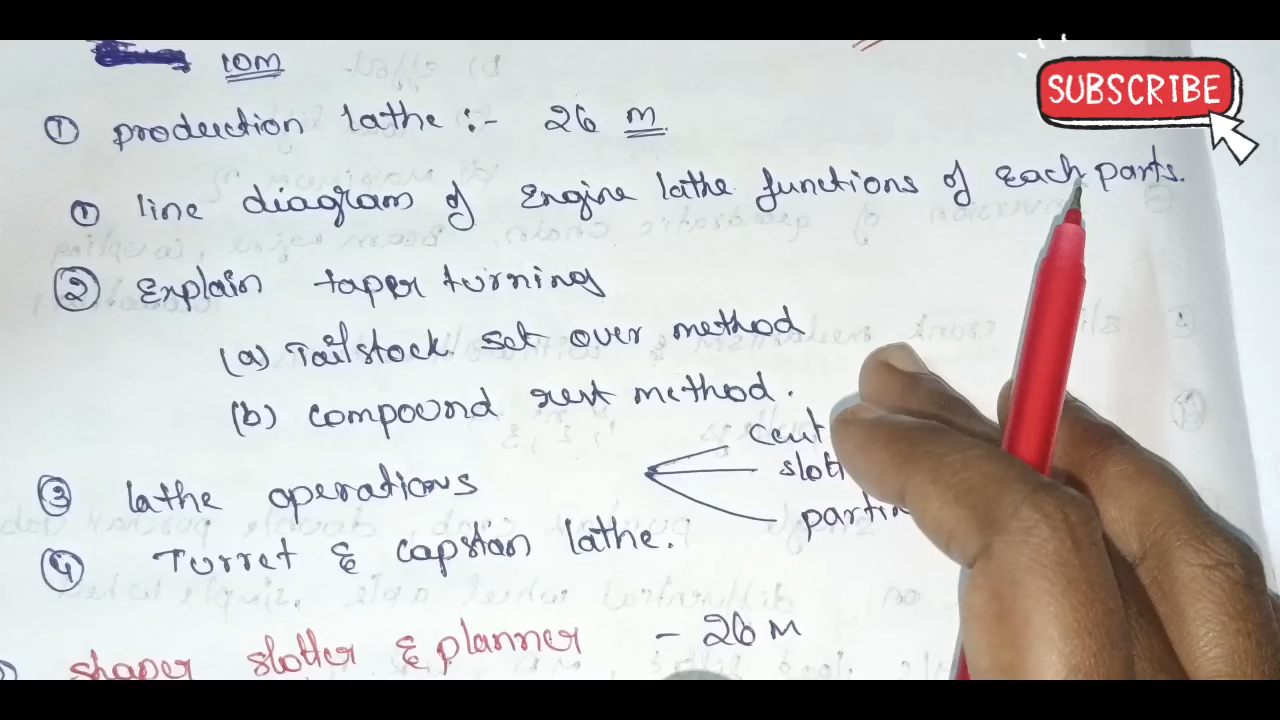 10M
SUBSCRIBE
① production lathe :- 26 M
① line diagram of Engine lathe functions of Each parts.
② Explain taper turning
(a) Tailstock set over method
(b) compound rest method.
③ lathe operations
④ Turret & capstan lathe.
shaper slotter & planner - 26 M